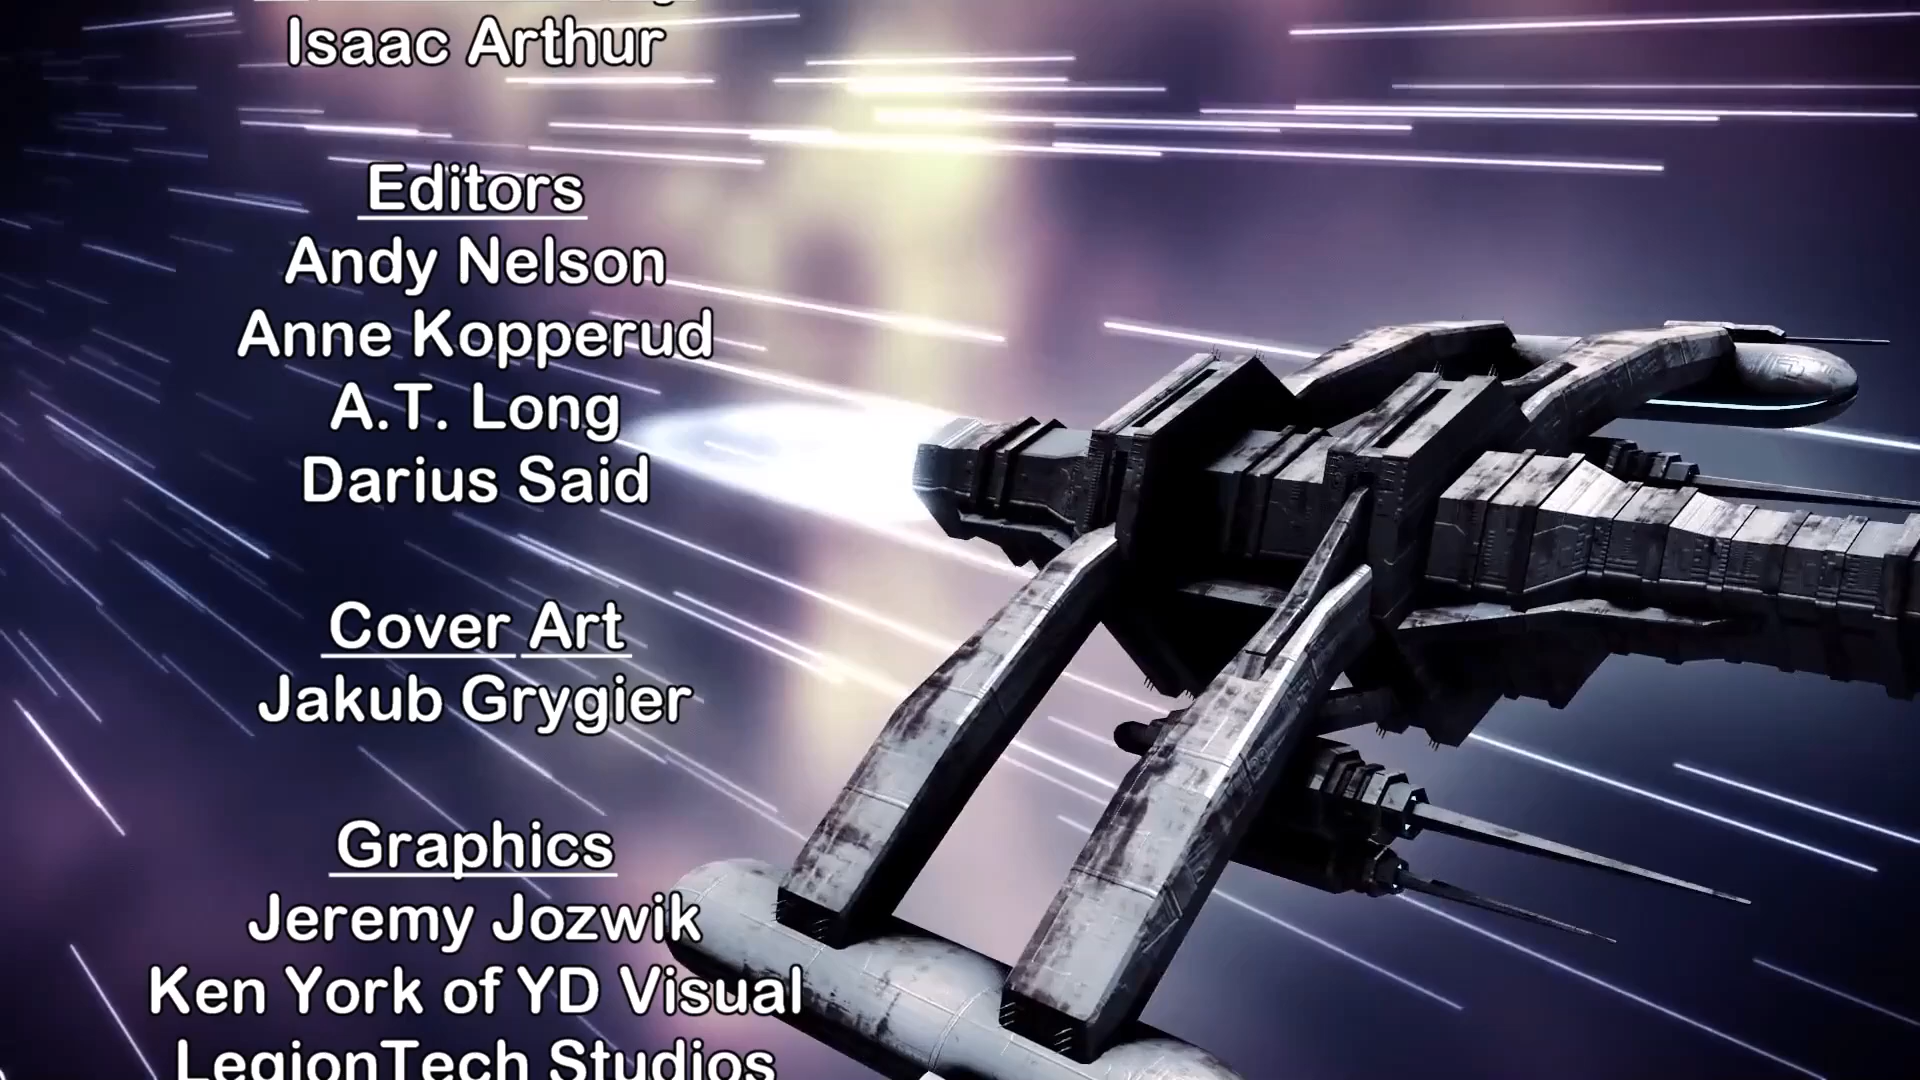 Isaac Arthur
Editors
Andy Nelson
Anne Kopperud
A.T. Long
Darius Said
Cover Art
Jakub Grygier
Graphics
Jeremy Jozwik
Ken York of YD Visual
LegionTech Studios